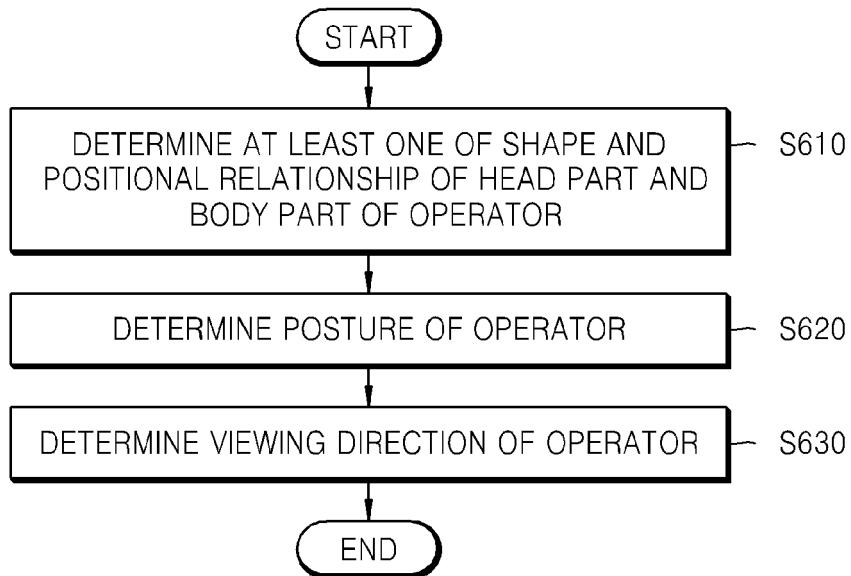 START
DETERMINE AT LEAST ONE OF SHAPE AND
POSITIONAL RELATIONSHIP OF HEAD PART AND
BODY PART OF OPERATOR
S610
DETERMINE POSTURE OF OPERATOR
S620
DETERMINE VIEWING DIRECTION OF OPERATOR
S630
END